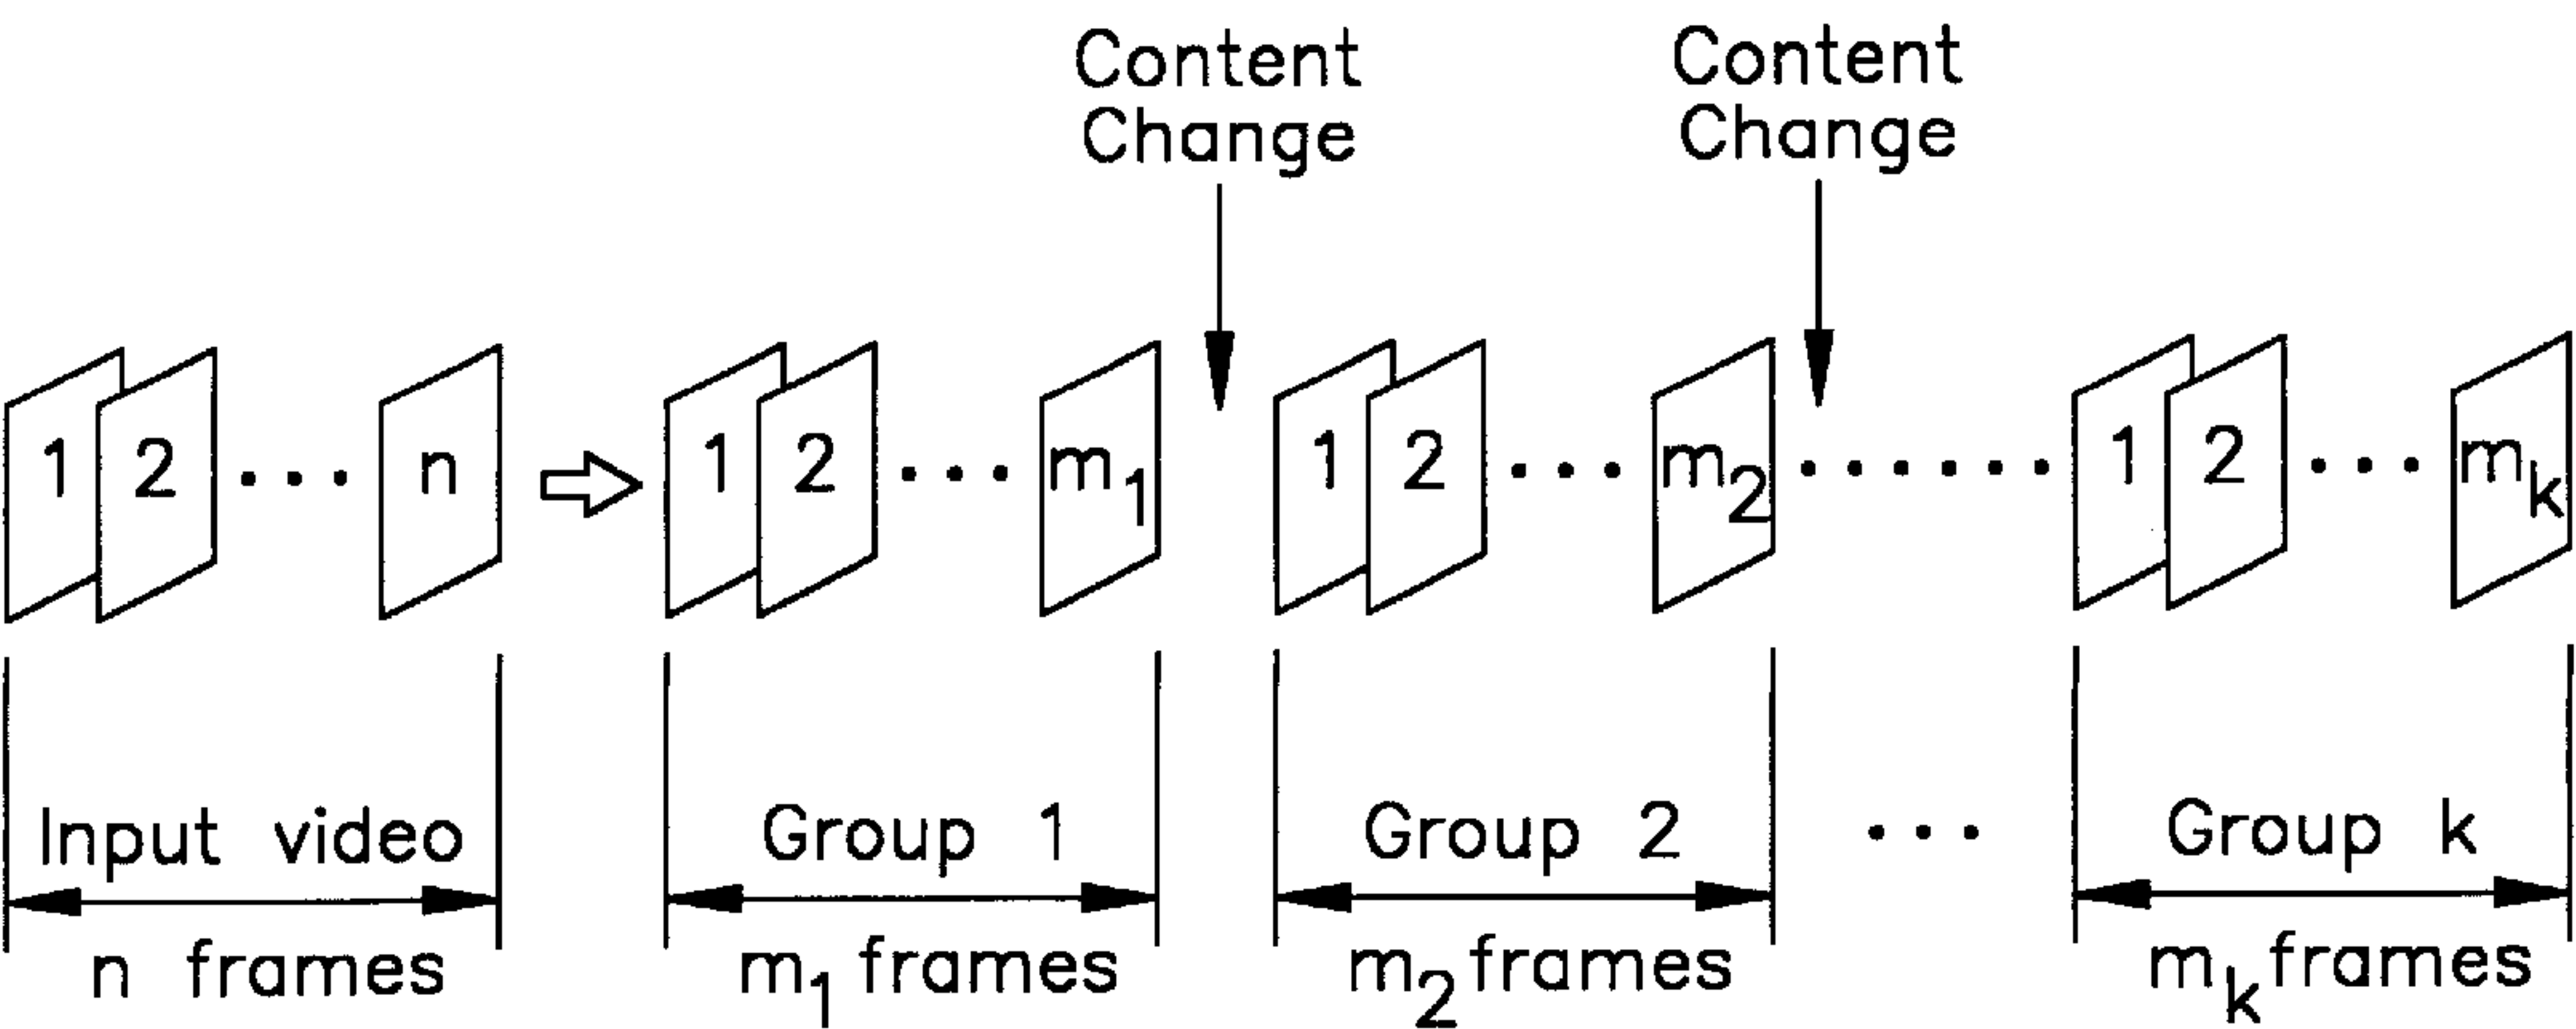 Content
Change
Content
Change
1 2 ... n
1 2 ... m1
1 2 ... m2 ......
1 2 ... mk
Input video
Group 1
Group 2
...
Group k
n frames
m1 frames
m2 frames
mk frames